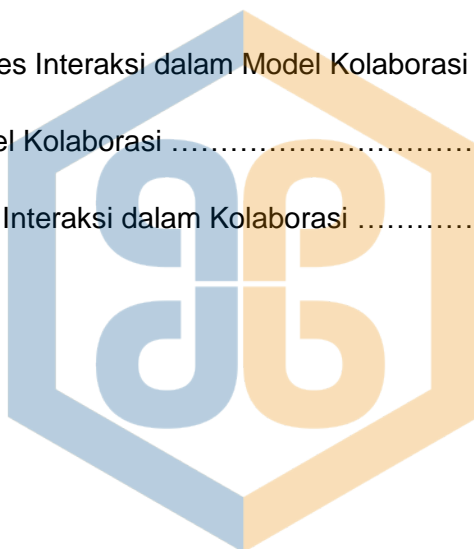 es Interaksi dalam Model Kolaborasi
el Kolaborasi ……………………………
Interaksi dalam Kolaborasi ………….